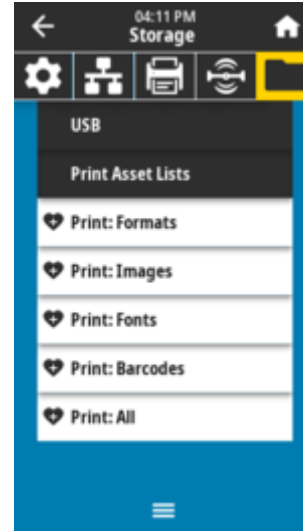 04:11 PM
Storage
USB
Print Asset Lists
Print: Formats
Print: Images
Print: Fonts
Print: Barcodes
Print: All